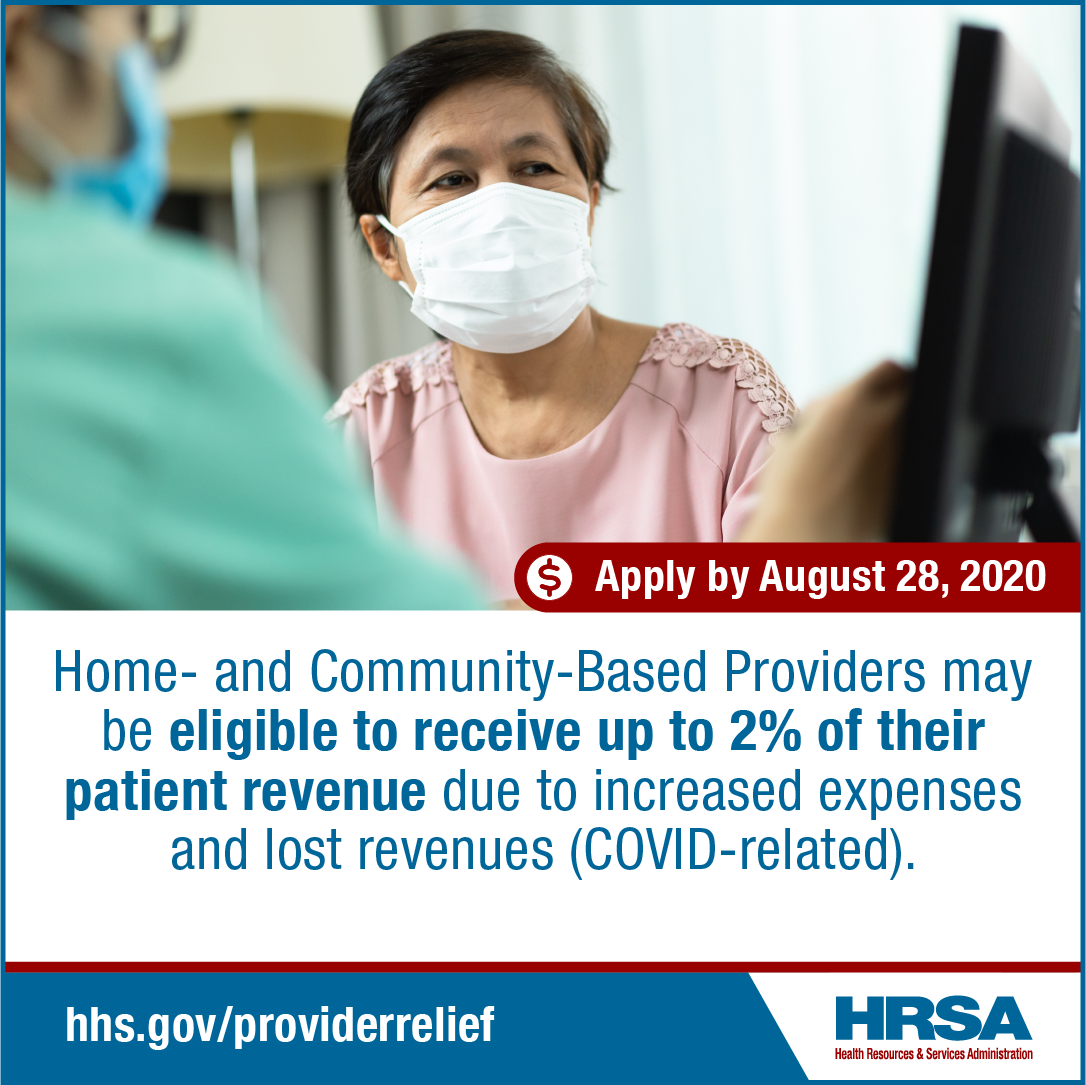 Apply by August 28, 2020
Home- and Community-Based Providers may
be eligible to receive up to 2% of their
patient revenue due to increased expenses
and lost revenues (COVID-related).
hhs.gov/providerrelief
HRSA
Health Resources & Services Administration